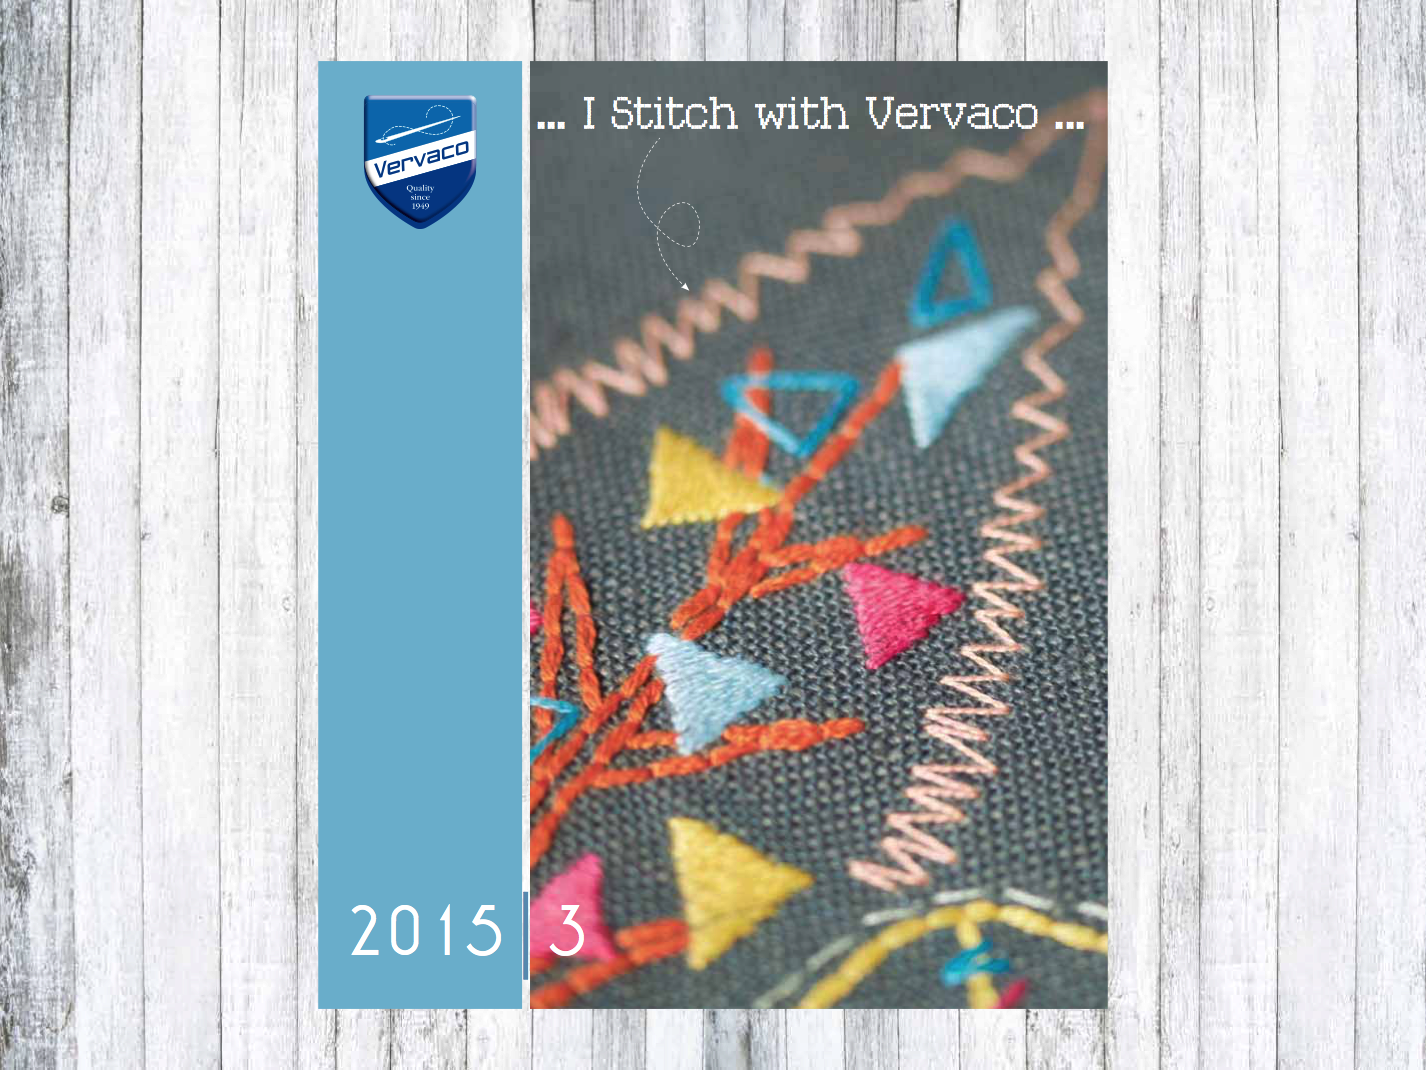 Vervaco
Quality
since
1949
... I Stitch with Vervaco ...
2015 3